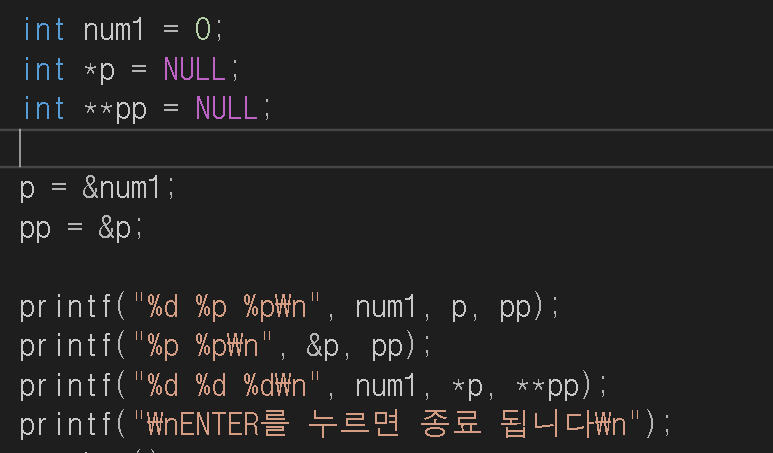 int num1 = 0;
int *p = NULL;
int **pp = NULL;
p = &num1;
pp = &p;
printf("%d %p %p₩n", num1, p, pp);
printf("%p %p₩n", &p, pp);
printf("%d %d %d₩n", num1, *p, **pp);
printf("₩nENTER를 누르면 종료 됩니다₩n");